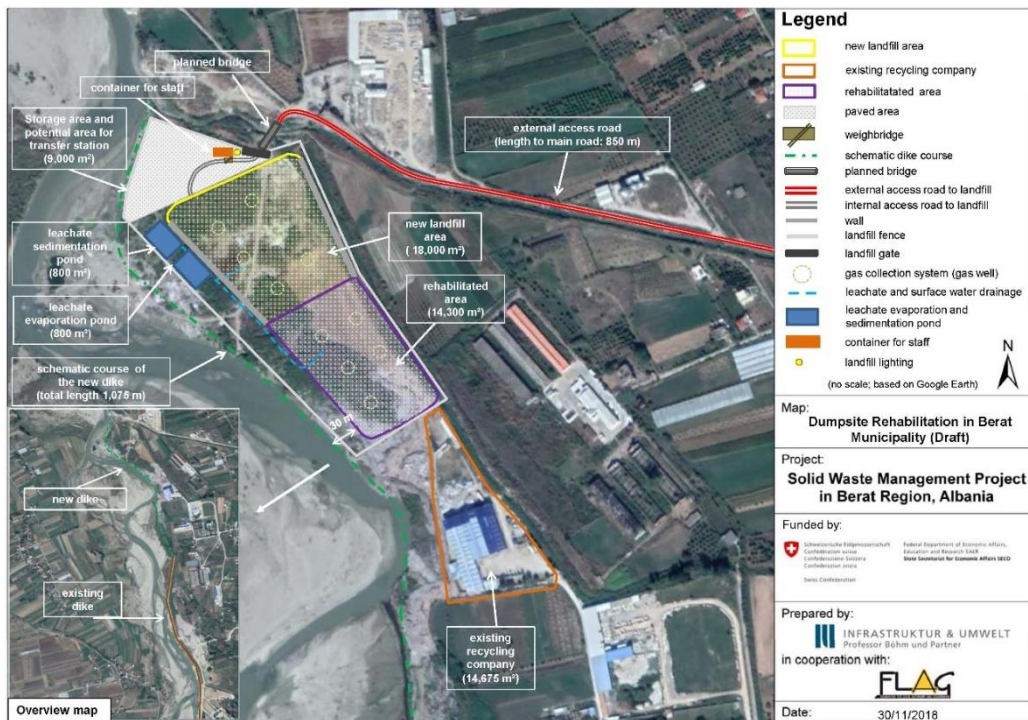 planned bridge
container for staff
Storage area and
potential area for
transfer station
(9,000 m²)
external access road
(length to main road: 850 m)
leachate
sedimentation
pond
(800 m²)
new landfill
area
( 18,000 m²)
leachate
evaporation pond
(800 m²)
rehabilitated
area
(14,300 m²)
schematic course of
the new dike
(total length 1,075 m)
30 m
new dike
existing
dike
existing
recycling
company
(14,675 m²)
Overview map
Legend
new landfill area
existing recycling company
rehabilitatated area
paved area
weighbridge
schematic dike course
planned bridge
external access road to landfill
internal access road to landfill
wall
landfill fence
landfill gate
gas collection system (gas well)
leachate and surface water drainage
leachate evaporation and
sedimentation pond
container for staff
landfill lighting
N
(no scale; based on Google Earth)
Map:
Dumpsite Rehabilitation in Berat
Municipality (Draft)
Project:
Solid Waste Management Project
in Berat Region, Albania
Funded by:
Schweizerische Eidgenossenschaft
Confédération suisse
Confederazione Svizzera
Confederaziun svizra
Swiss Confederation
Federal Department of Economic Affairs,
Education and Research EAER
State Secretariat for Economic Affairs SECO
Prepared by:
INFRASTRUKTUR & UMWELT
Professor Böhm und Partner
in cooperation with:
FLAG
Date: 30/11/2018